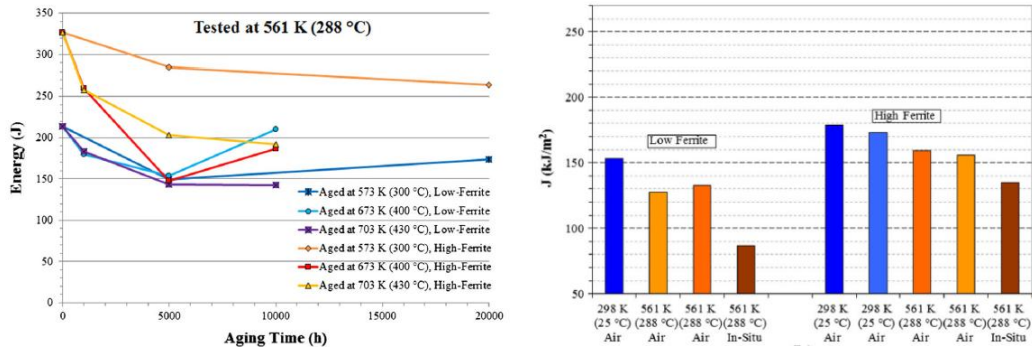 Tested at 561 K (288 °C)
350
300
250
200
150
100
50
0
Energy (J)
0
5000
10000
15000
20000
Aging Time (h)
Aged at 573 K (300 °C), Low-Ferrite
Aged at 673 K (400 °C), Low-Ferrite
Aged at 703 K (430 °C), Low-Ferrite
Aged at 573 K (300 °C), High-Ferrite
Aged at 673 K (400 °C), High-Ferrite
Aged at 703 K (430 °C), High-Ferrite
250
200
150
100
50
J (kJ/m²)
Low Ferrite
High Ferrite
298 K
(25 °C)
Air
561 K
(288 °C)
Air
561 K
(288 °C)
Air
561 K
(288 °C)
In-Situ
298 K
(25 °C)
Air
298 K
(25 °C)
Air
561 K
(288 °C)
Air
561 K
(288 °C)
Air
561 K
(288 °C)
In-Situ